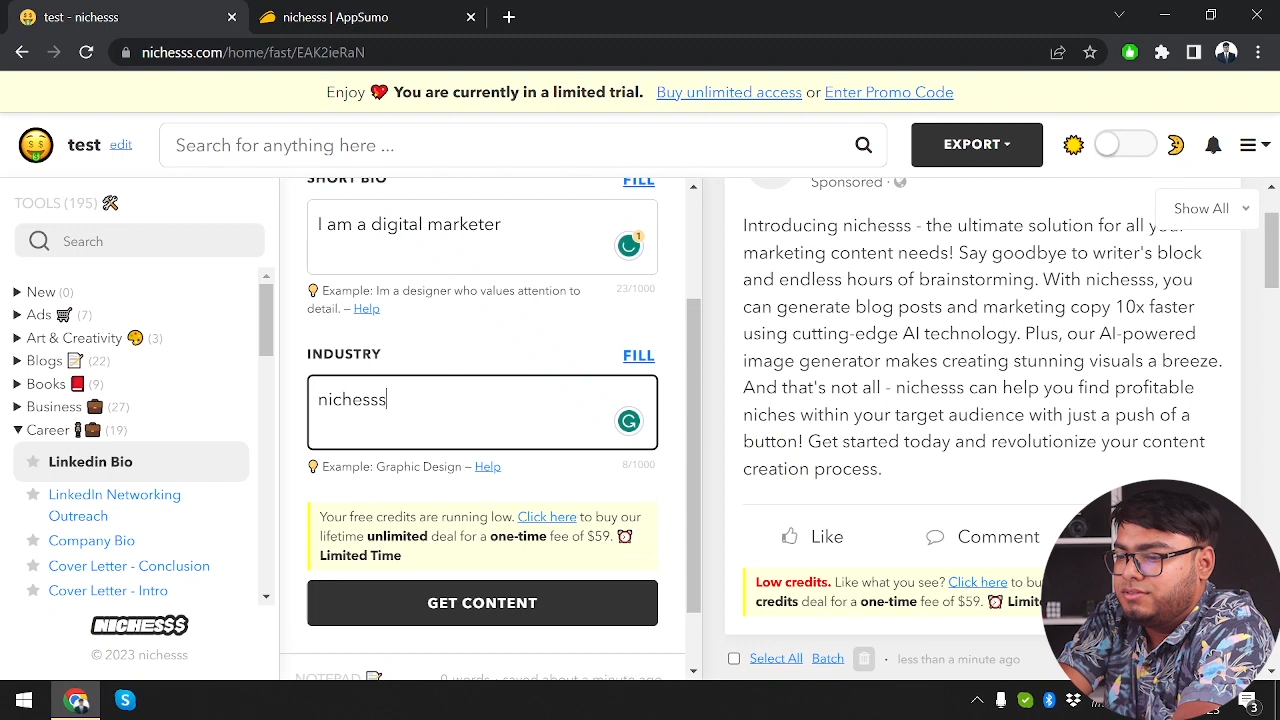 test - nichesss
nichesss | AppSumo
nichesss.com/home/fast/EAK2ieRaN
Enjoy You are currently in a limited trial. Buy unlimited access or Enter Promo Code
test edit
Search for anything here ...
EXPORT
TOOLS (195)
Search
New (0)
Ads (7)
Art & Creativity (3)
Blogs (22)
Books (9)
Business (27)
Career (19)
Linkedin Bio
LinkedIn Networking
Outreach
Company Bio
Cover Letter - Conclusion
Cover Letter - Intro
NICHESSS
© 2023 nichesss
SHORT BIO FILL
I am a digital marketer
1
Example: Im a designer who values attention to
detail. – Help
23/1000
INDUSTRY FILL
nichesss
Example: Graphic Design – Help
8/1000
Your free credits are running low. Click here to buy our
lifetime unlimited deal for a one-time fee of $59.
Limited Time
GET CONTENT
NOTEPAD 0 words · saved about a minute ago
Sponsored ·
Show All
Introducing nichesss - the ultimate solution for all
marketing content needs! Say goodbye to writer's block
and endless hours of brainstorming. With nichesss, you
can generate blog posts and marketing copy 10x faster
using cutting-edge AI technology. Plus, our AI-powered
image generator makes creating stunning visuals a breeze.
And that's not all - nichesss can help you find profitable
niches within your target audience with just a push of a
button! Get started today and revolutionize your content
creation process.
Like
Comment
Low credits. Like what you see? Click here to
credits deal for a one-time fee of $59.
Select All Batch · less than a minute ago
3